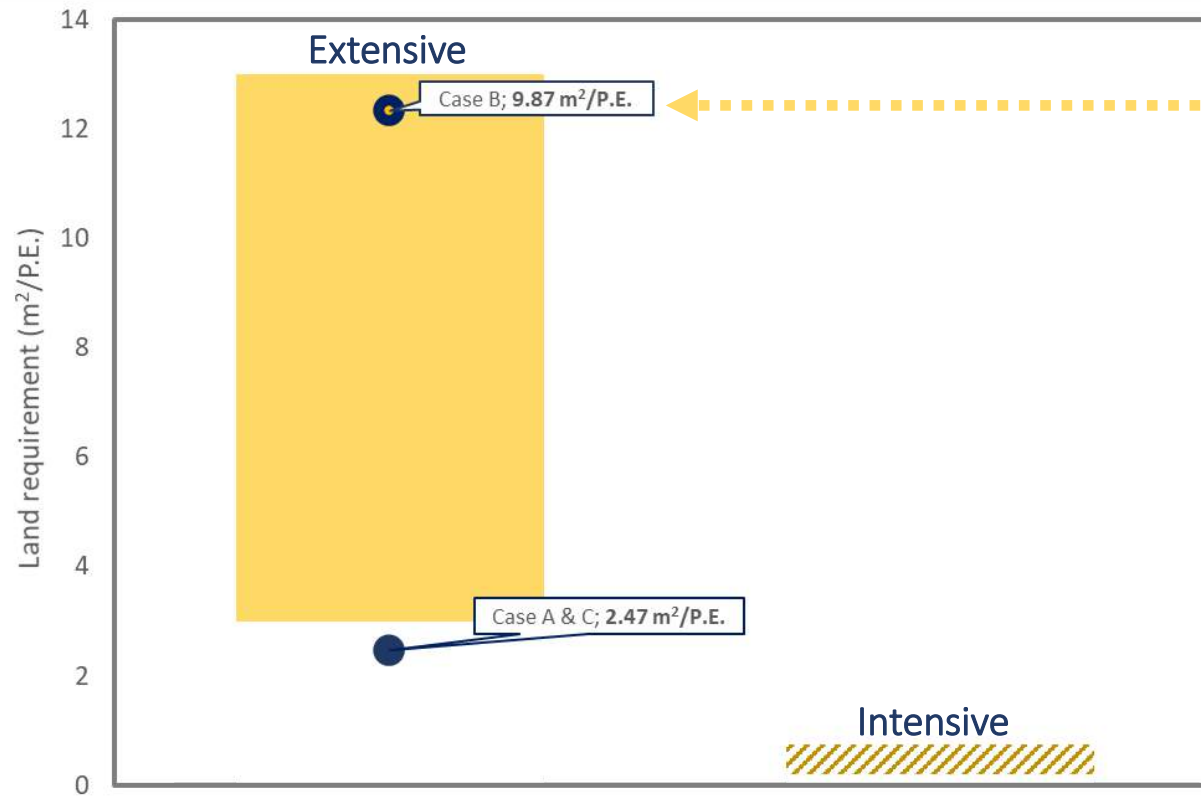 Land requirement (m²/P.E.)
14
12
10
8
6
4
2
0
Extensive
Case B; 9.87 m²/P.E.
Case A & C; 2.47 m²/P.E.
Intensive